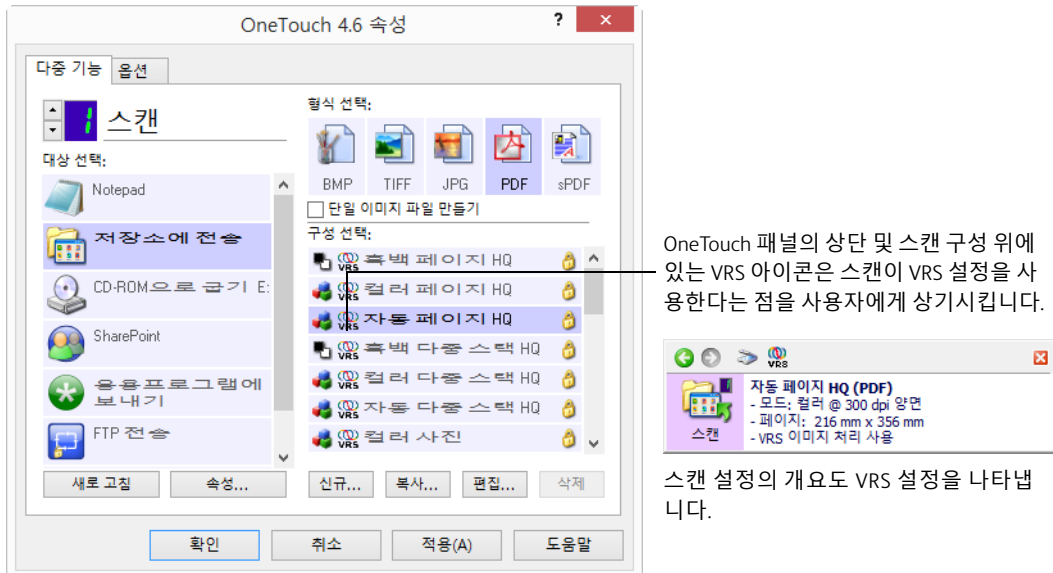 OneTouch 4.6 속성
?
×
다중 기능
옵션
1 스캔
대상 선택:
Notepad
저장소에 전송
CD-ROM으로 굽기 E:
SharePoint
응용프로그램에
보내기
FTP 전송
새로 고침
속성...
형식 선택:
BMP
TIFF
JPG
PDF
sPDF
단일 이미지 파일 만들기
구성 선택:
VRS 흑백 페이지 HQ
VRS 컬러 페이지 HQ
VRS 자동 페이지 HQ
VRS 흑백 다중 스택 HQ
VRS 컬러 다중 스택 HQ
VRS 자동 다중 스택 HQ
VRS 컬러 사진
신규...
복사...
편집...
삭제
확인
취소
적용(A)
도움말
OneTouch 패널의 상단 및 스캔 구성 위에
있는 VRS 아이콘은 스캔이 VRS 설정을 사
용한다는 점을 사용자에게 상기시킵니다.
VRS
스캔
자동 페이지 HQ (PDF)
- 모드: 컬러 @ 300 dpi 양면
- 페이지: 216 mm x 356 mm
- VRS 이미지 처리 사용
스캔 설정의 개요도 VRS 설정을 나타냅
니다.